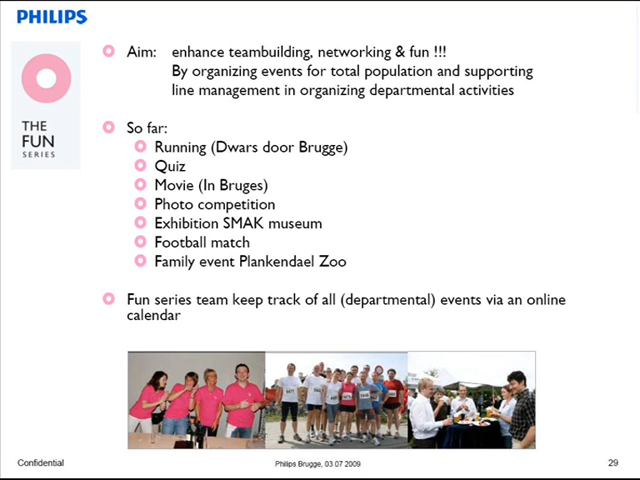 PHILIPS
THE
FUN
SERIES
Aim: enhance teambuilding, networking & fun !!!
By organizing events for total population and supporting
line management in organizing departmental activities
So far:
Running (Dwars door Brugge)
Quiz
Movie (In Bruges)
Photo competition
Exhibition SMAK museum
Football match
Family event Plankendael Zoo
Fun series team keep track of all (departmental) events via an online
calendar
Confidential
Philips Brugge, 03 07 2009
29